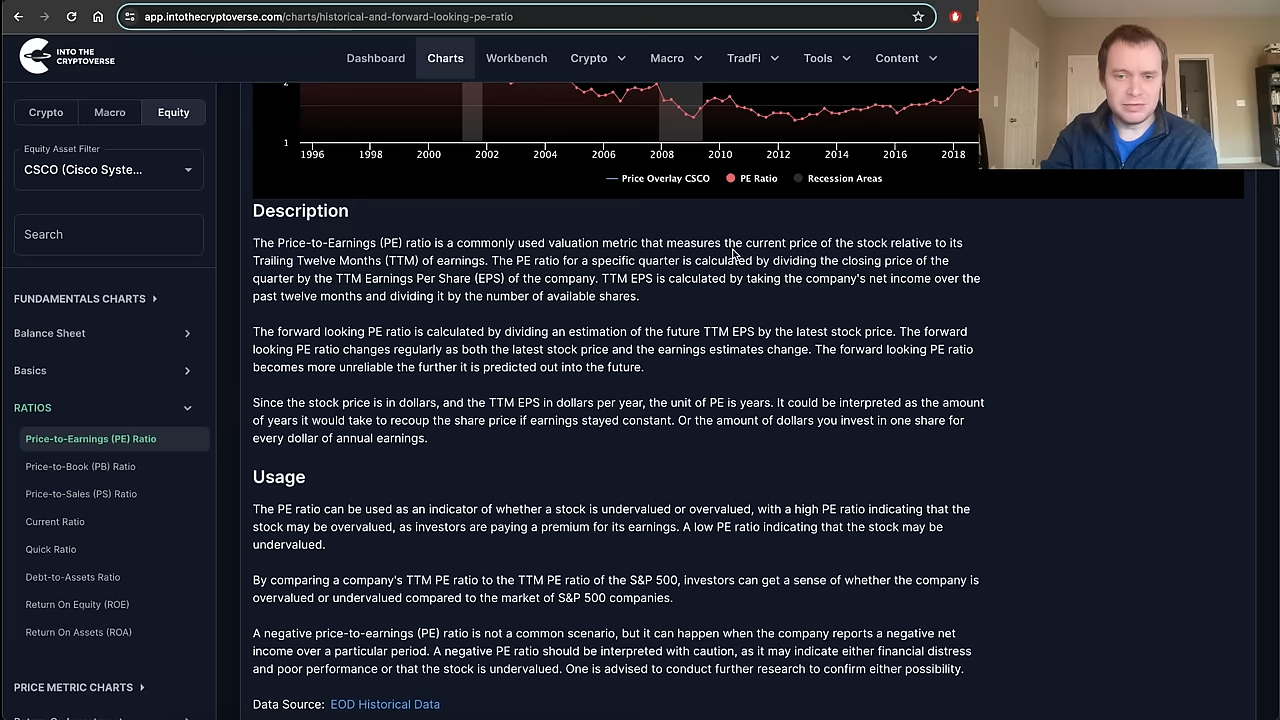 app.intothecryptoverse.com/charts/historical-and-forward-looking-pe-ratio
INTO THE
CRYPTOVERSE
Dashboard
Charts
Workbench
Crypto
Macro
TradFi
Tools
Content
Crypto
Macro
Equity
Equity Asset Filter
CSCO (Cisco Syste...
Search
FUNDAMENTALS CHARTS
Balance Sheet
Basics
RATIOS
Price-to-Earnings (PE) Ratio
Price-to-Book (PB) Ratio
Price-to-Sales (PS) Ratio
Current Ratio
Quick Ratio
Debt-to-Assets Ratio
Return On Equity (ROE)
Return On Assets (ROA)
PRICE METRIC CHARTS
1
1996 1998 2000 2002 2004 2006 2008 2010 2012 2014 2016 2018
Price Overlay CSCO PE Ratio Recession Areas
Description
The Price-to-Earnings (PE) ratio is a commonly used valuation metric that measures the current price of the stock relative to its
Trailing Twelve Months (TTM) of earnings. The PE ratio for a specific quarter is calculated by dividing the closing price of the
quarter by the TTM Earnings Per Share (EPS) of the company. TTM EPS is calculated by taking the company's net income over the
past twelve months and dividing it by the number of available shares.
The forward looking PE ratio is calculated by dividing an estimation of the future TTM EPS by the latest stock price. The forward
looking PE ratio changes regularly as both the latest stock price and the earnings estimates change. The forward looking PE ratio
becomes more unreliable the further it is predicted out into the future.
Since the stock price is in dollars, and the TTM EPS in dollars per year, the unit of PE is years. It could be interpreted as the amount
of years it would take to recoup the share price if earnings stayed constant. Or the amount of dollars you invest in one share for
every dollar of annual earnings.
Usage
The PE ratio can be used as an indicator of whether a stock is undervalued or overvalued, with a high PE ratio indicating that the
stock may be overvalued, as investors are paying a premium for its earnings. A low PE ratio indicating that the stock may be
undervalued.
By comparing a company's TTM PE ratio to the TTM PE ratio of the S&P 500, investors can get a sense of whether the company is
overvalued or undervalued compared to the market of S&P 500 companies.
A negative price-to-earnings (PE) ratio is not a common scenario, but it can happen when the company reports a negative net
income over a particular period. A negative PE ratio should be interpreted with caution, as it may indicate either financial distress
and poor performance or that the stock is undervalued. One is advised to conduct further research to confirm either possibility.
Data Source: EOD Historical Data